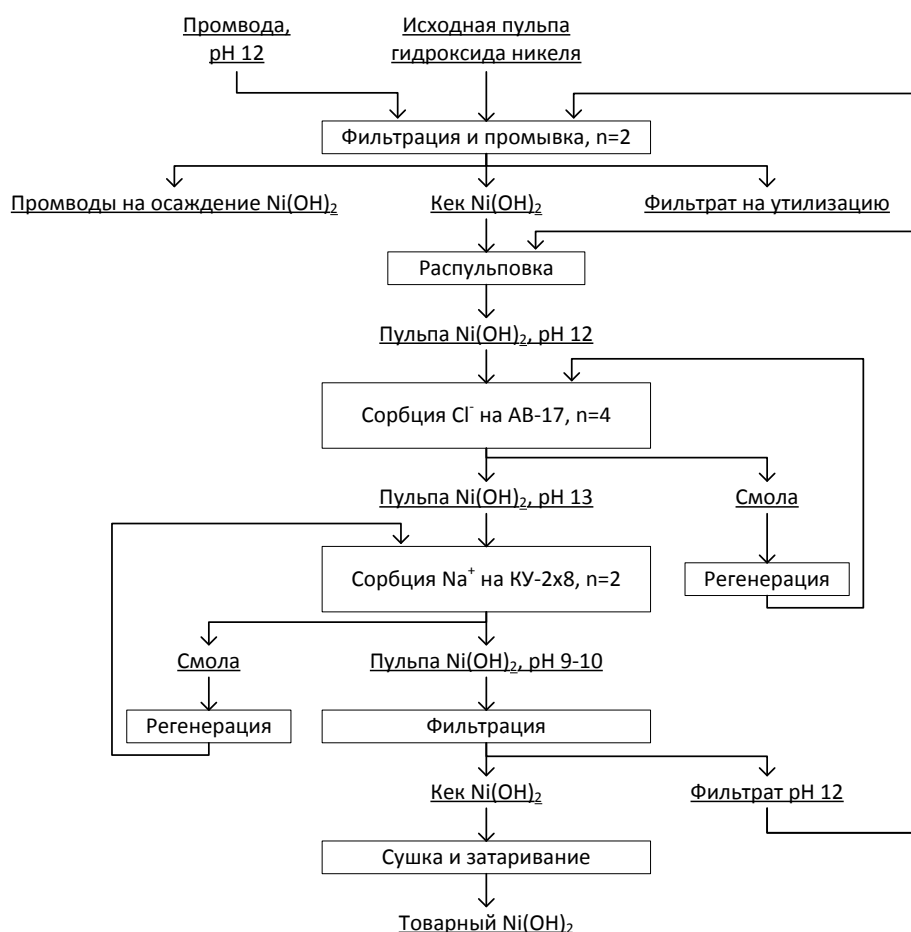 Промвода,
pH 12
Исходная пульпа
гидроксида никеля
Фильтрация и промывка, n=2
Промводы на осаждение Ni(OH)₂
Кек Ni(OH)₂
Фильтрат на утилизацию
Распульповка
Пульпа Ni(OH)₂, pH 12
Сорбция Cl⁻ на АВ-17, n=4
Пульпа Ni(OH)₂, pH 13
Смола
Сорбция Na⁺ на КУ-2х8, n=2
Регенерация
Смола
Пульпа Ni(OH)₂, pH 9-10
Регенерация
Фильтрация
Кек Ni(OH)₂
Фильтрат pH 12
Сушка и затаривание
Товарный Ni(OH)₂